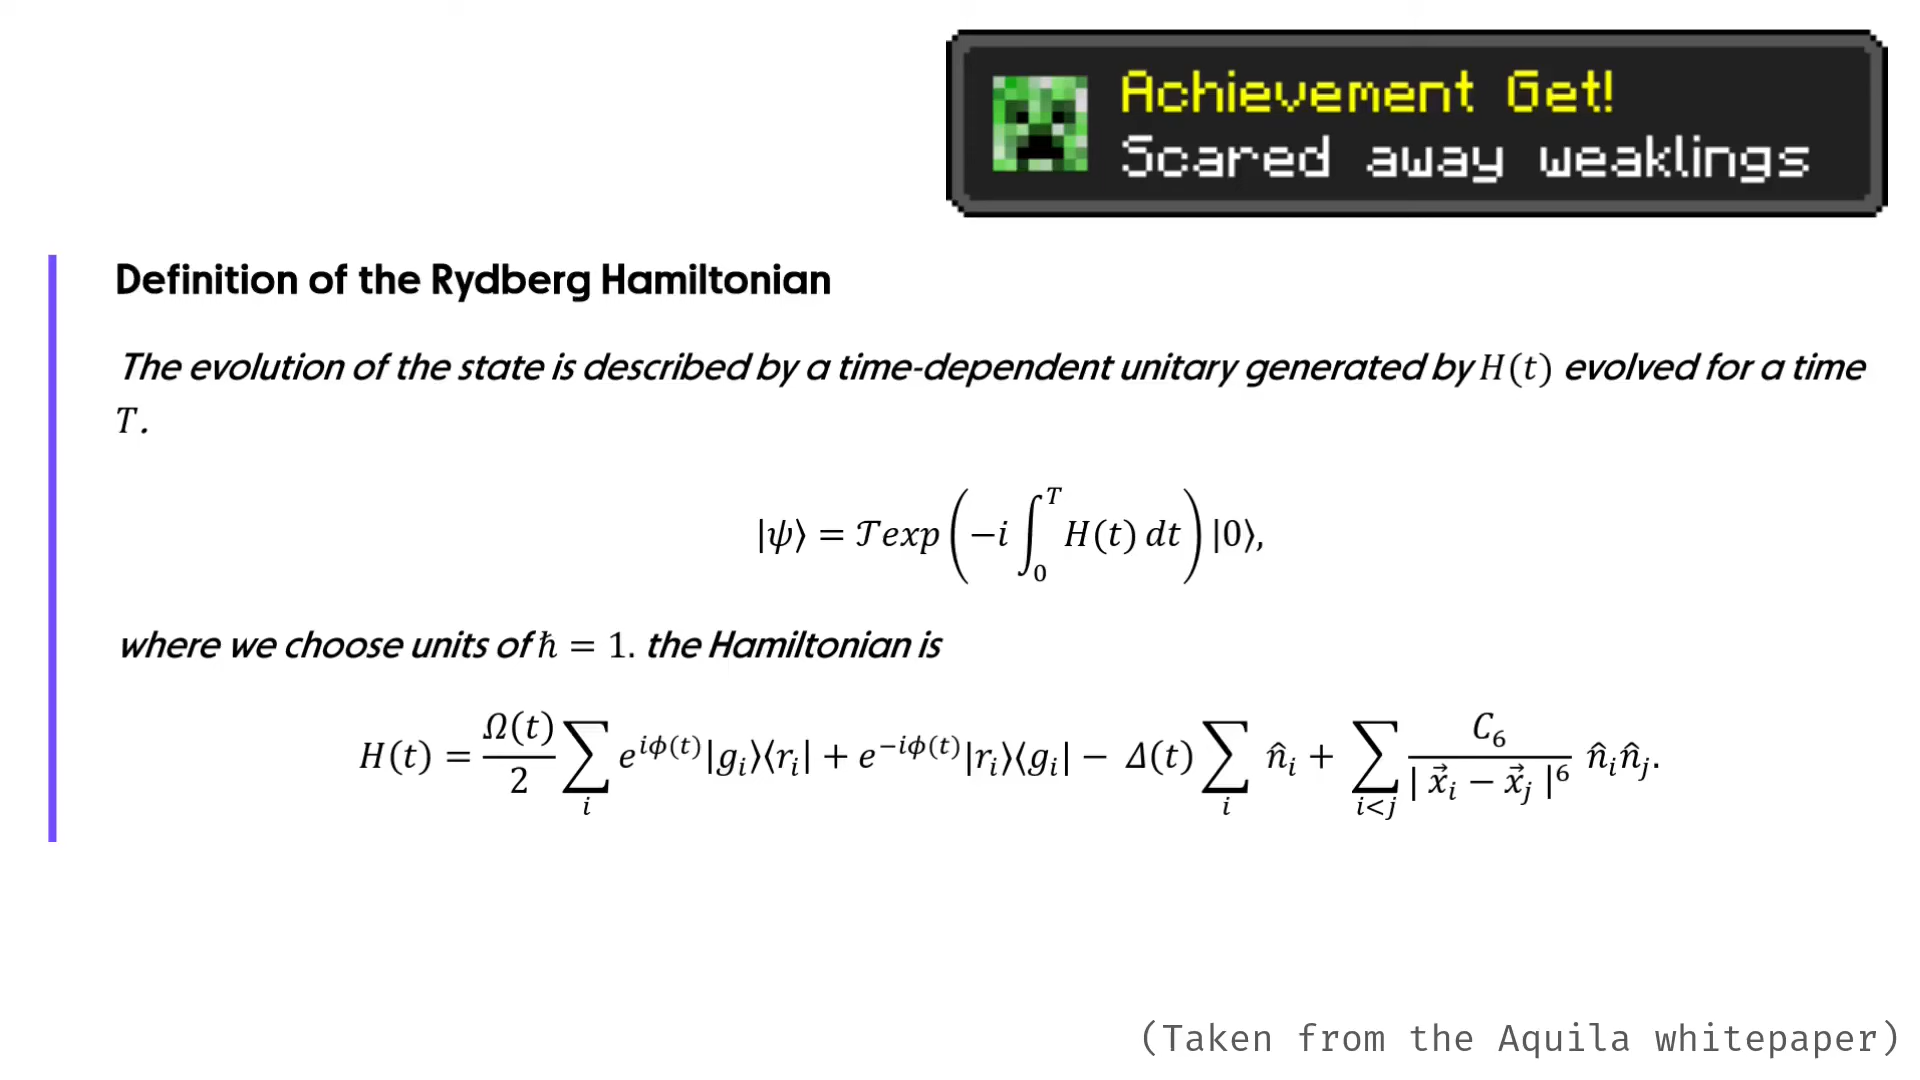 Achievement Get!
Scared away weaklings
Definition of the Rydberg Hamiltonian
The evolution of the state is described by a time-dependent unitary generated by H(t) evolved for a time
T.
|ψ⟩ = 𝒯exp(−i ∫₀ᵀ H(t) dt)|0⟩,
where we choose units of ℏ = 1. the Hamiltonian is
H(t) = Ω(t)/2 ∑ᵢ e^{iϕ(t)}|gᵢ⟩⟨rᵢ| + e^{−iϕ(t)}|rᵢ⟩⟨gᵢ| − Δ(t) ∑ᵢ n̂ᵢ + ∑_{i<j} C₆/|x⃗ᵢ − x⃗ⱼ|⁶ n̂ᵢn̂ⱼ.
(Taken from the Aquila whitepaper)